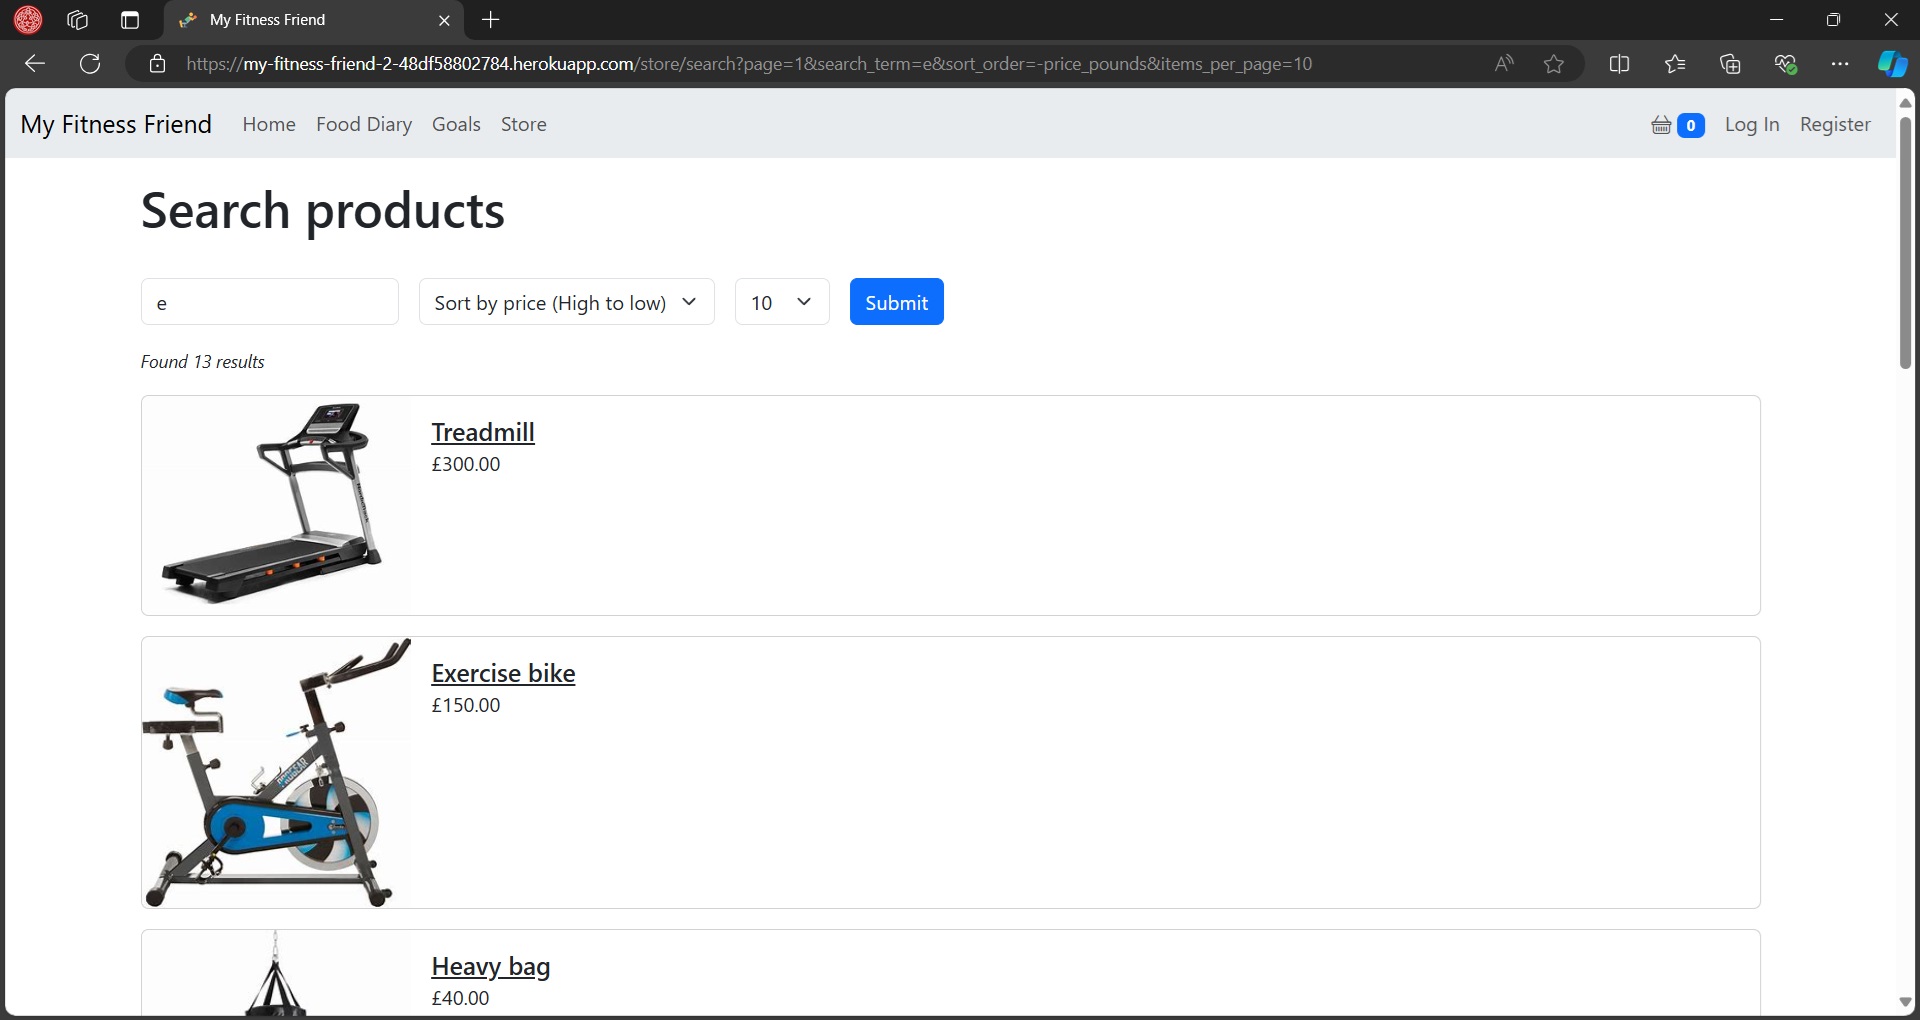 My Fitness Friend
https://my-fitness-friend-2-48df58802784.herokuapp.com/store/search?page=1&search_term=e&sort_order=-price_pounds&items_per_page=10
My Fitness Friend Home Food Diary Goals Store 0 Log In Register
Search products
e Sort by price (High to low) 10 Submit
Found 13 results
Treadmill
£300.00
Exercise bike
£150.00
PROGEAR
Heavy bag
£40.00